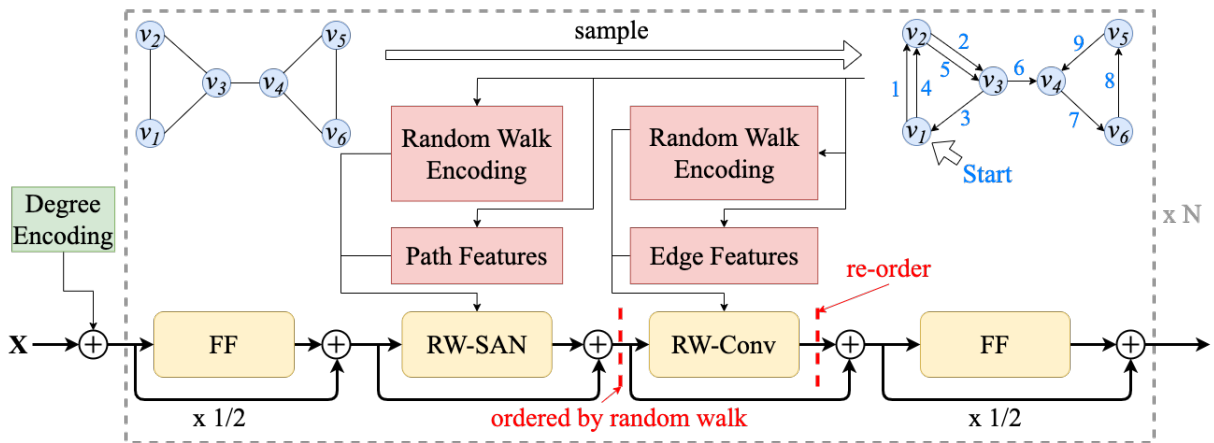 sample
v2
v5
v3
v4
v1
v6
v2
2
v5
9
5
6
1
4
v3
v4
8
3
7
v1
v6
Start
Random Walk
Encoding
Random Walk
Encoding
Degree
Encoding
Path Features
Edge Features
x N
re-order
X
+
FF
+
RW-SAN
+
RW-Conv
+
FF
+
x 1/2
ordered by random walk
x 1/2